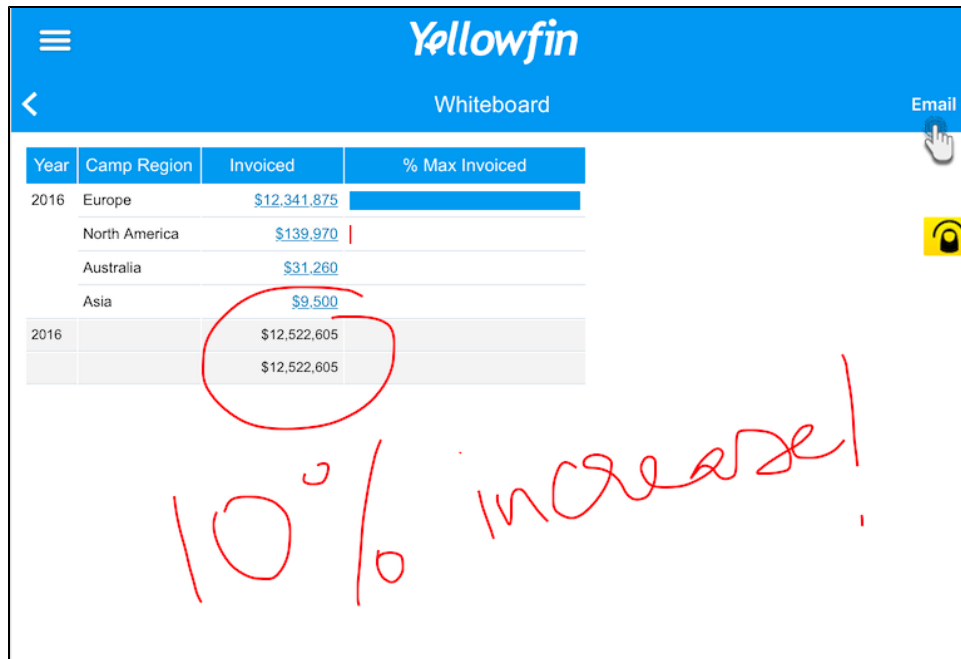 Yellowfin
Whiteboard
Email
Year Camp Region Invoiced % Max Invoiced
2016 Europe $12,341,875
North America $139,970
Australia $31,260
Asia $9,500
2016 $12,522,605
$12,522,605
10% increase!